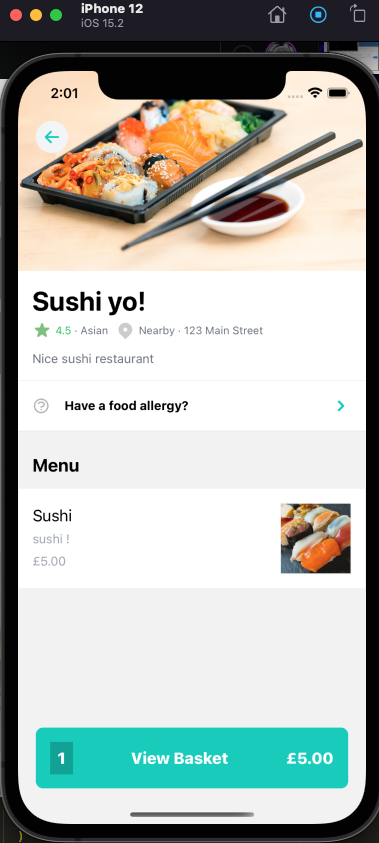 iPhone 12
iOS 15.2
2:01
Sushi yo!
4.5 · Asian Nearby · 123 Main Street
Nice sushi restaurant
Have a food allergy?
Menu
Sushi
sushi !
£5.00
1 View Basket £5.00